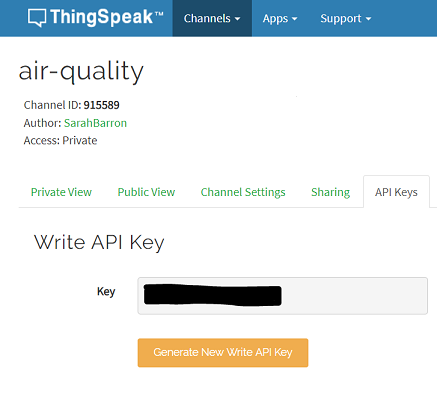 ThingSpeak™ Channels Apps Support
air-quality
Channel ID: 915589
Author: SarahBarron
Access: Private
Private View Public View Channel Settings Sharing API Keys
Write API Key
Key
Generate New Write API Key